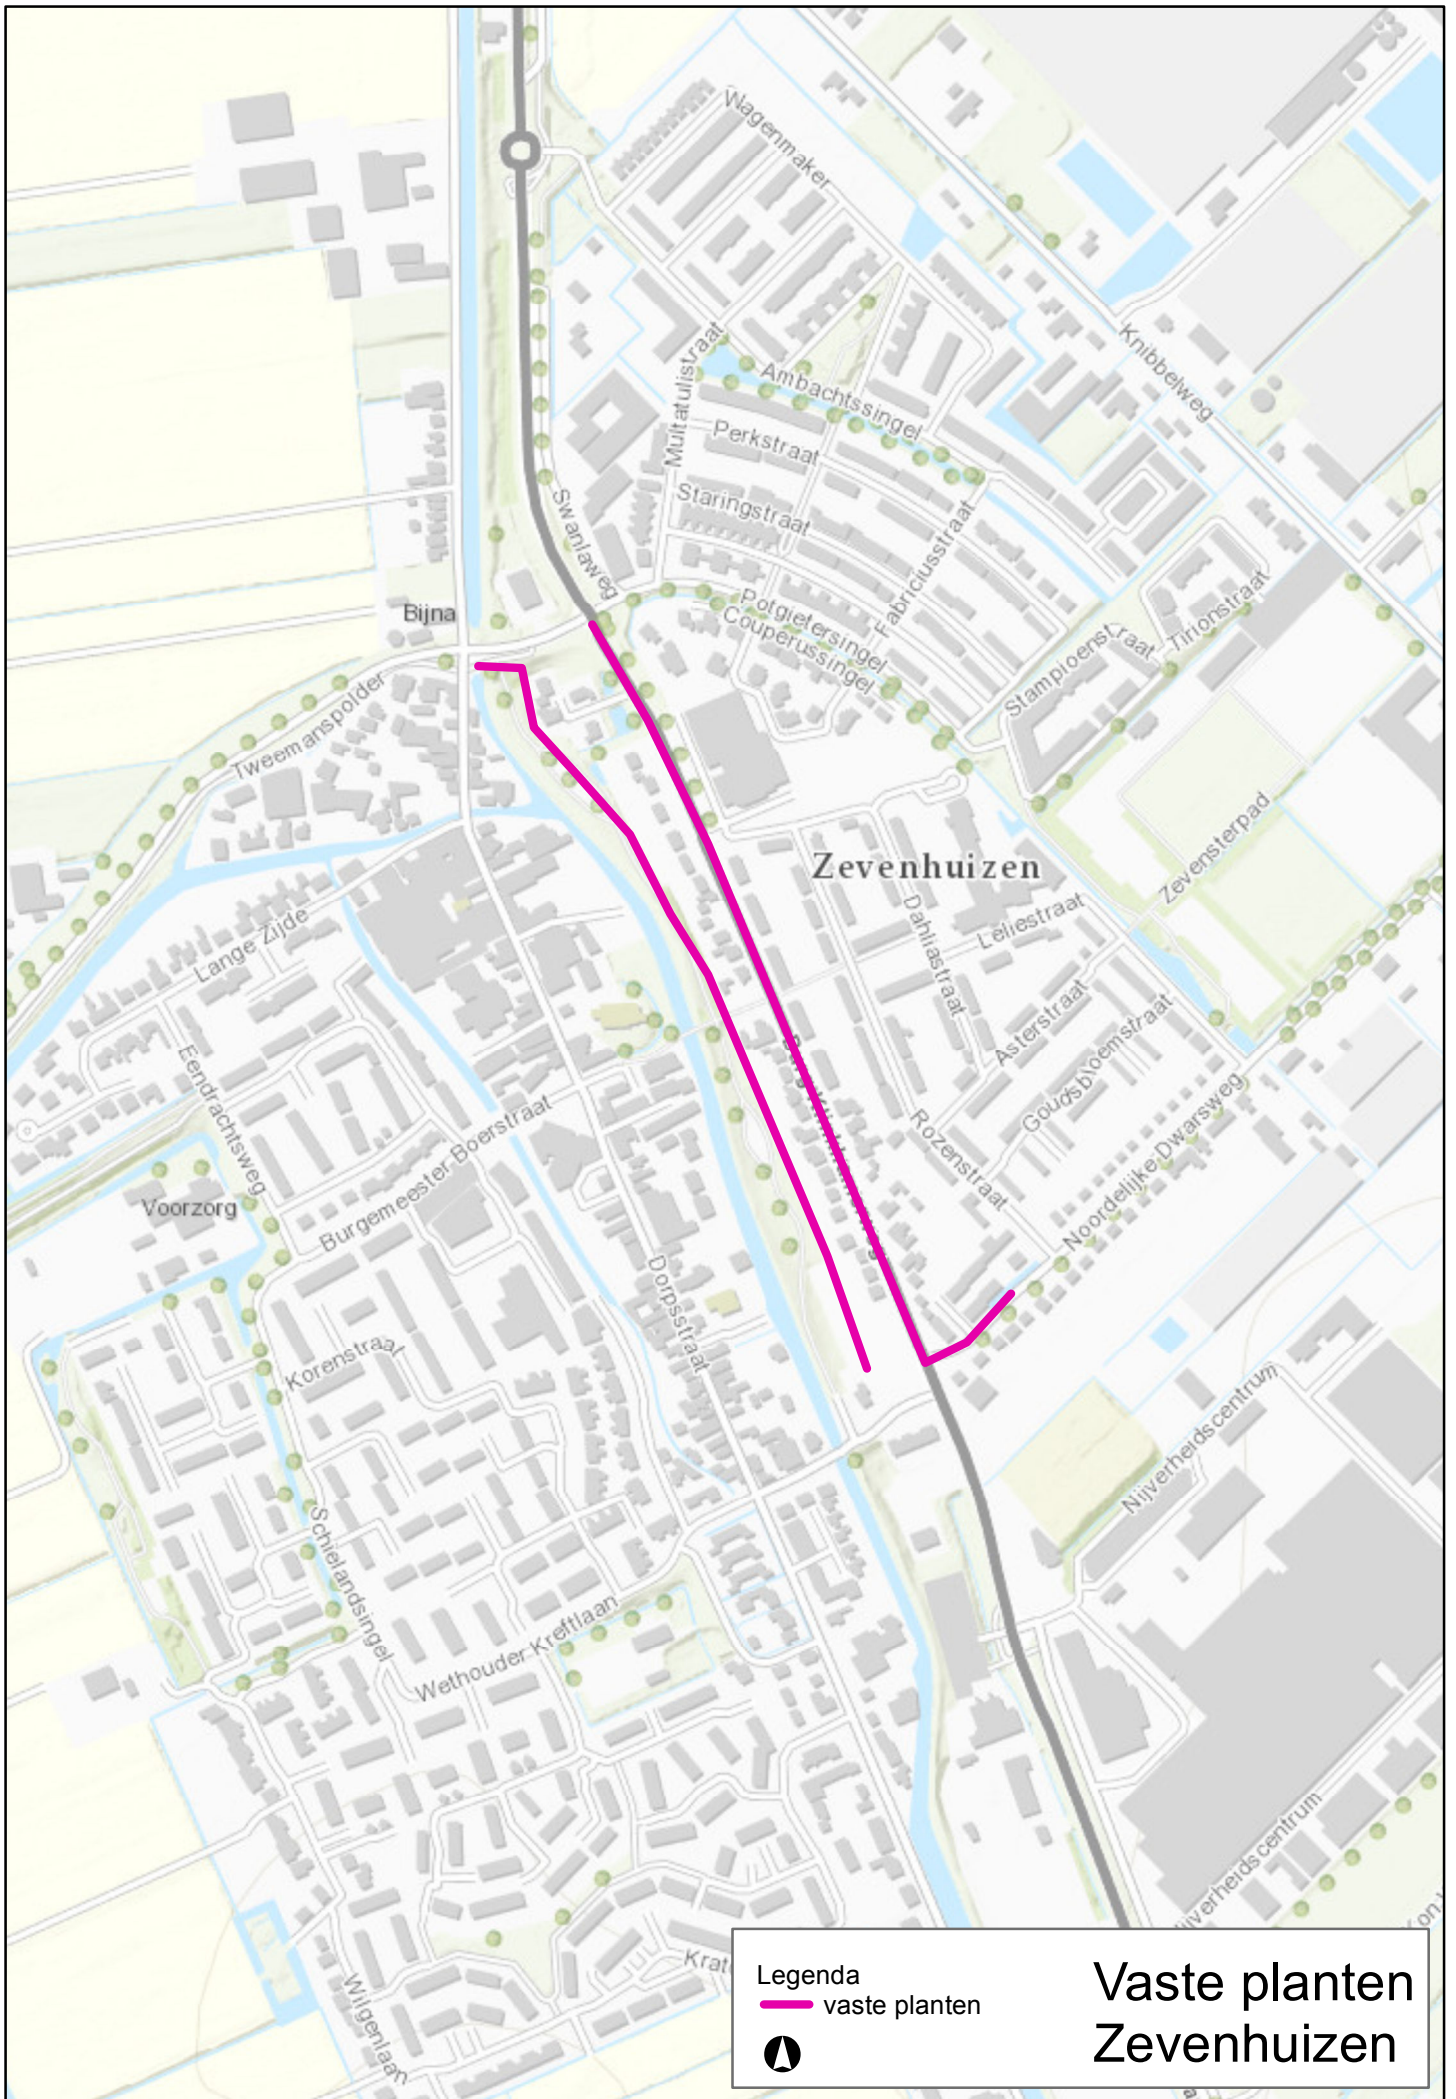 Wagenmaker
Knibbelweg
Multatulistraat
Ambachtssingel
Perkstraat
Staringstraat
Swanlaweg
Fabriciusstraat
Potgietersingel
Couperussingel
Tirionstraat
Stampioenstraat
Bijna
Tweemanspolder
Zevensterpad
Zevenhuizen
Leliestraat
Dahliastraat
Lange Zijde
Asterstraat
Goudsbloemstraat
Eendrachtsweg
Burgemeester Boerstraat
Rozenstraat
Noordelijke Dwarsweg
Voorzorg
Dorpsstraat
Korenstraat
Nijverheidscentrum
Schielandsingel
Wethouder Kreftlaan
Nijverheidscentrum
Wilgenlaan
Legenda
vaste planten
Vaste planten
Zevenhuizen